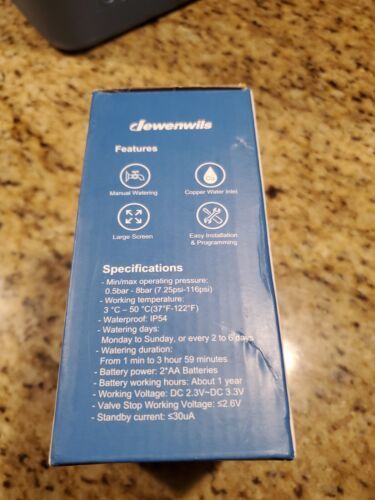 dewenwils
Features
Manual Watering
Copper Water Inlet
Large Screen
Easy Installation
& Programming
Specifications
- Min/max operating pressure:
0.5bar - 8bar (7.25psi-116psi)
- Working temperature:
3 °C – 50 °C(37°F-122°F)
- Waterproof: IP54
- Watering days:
Monday to Sunday, or every 2 to 6 days
- Watering duration:
From 1 min to 3 hour 59 minutes
- Battery power: 2*AA Batteries
- Battery working hours: About 1 year
- Working Voltage: DC 2.3V~DC 3.3V
- Valve Stop Working Voltage: ≤2.6V
- Standby current: ≤30uA